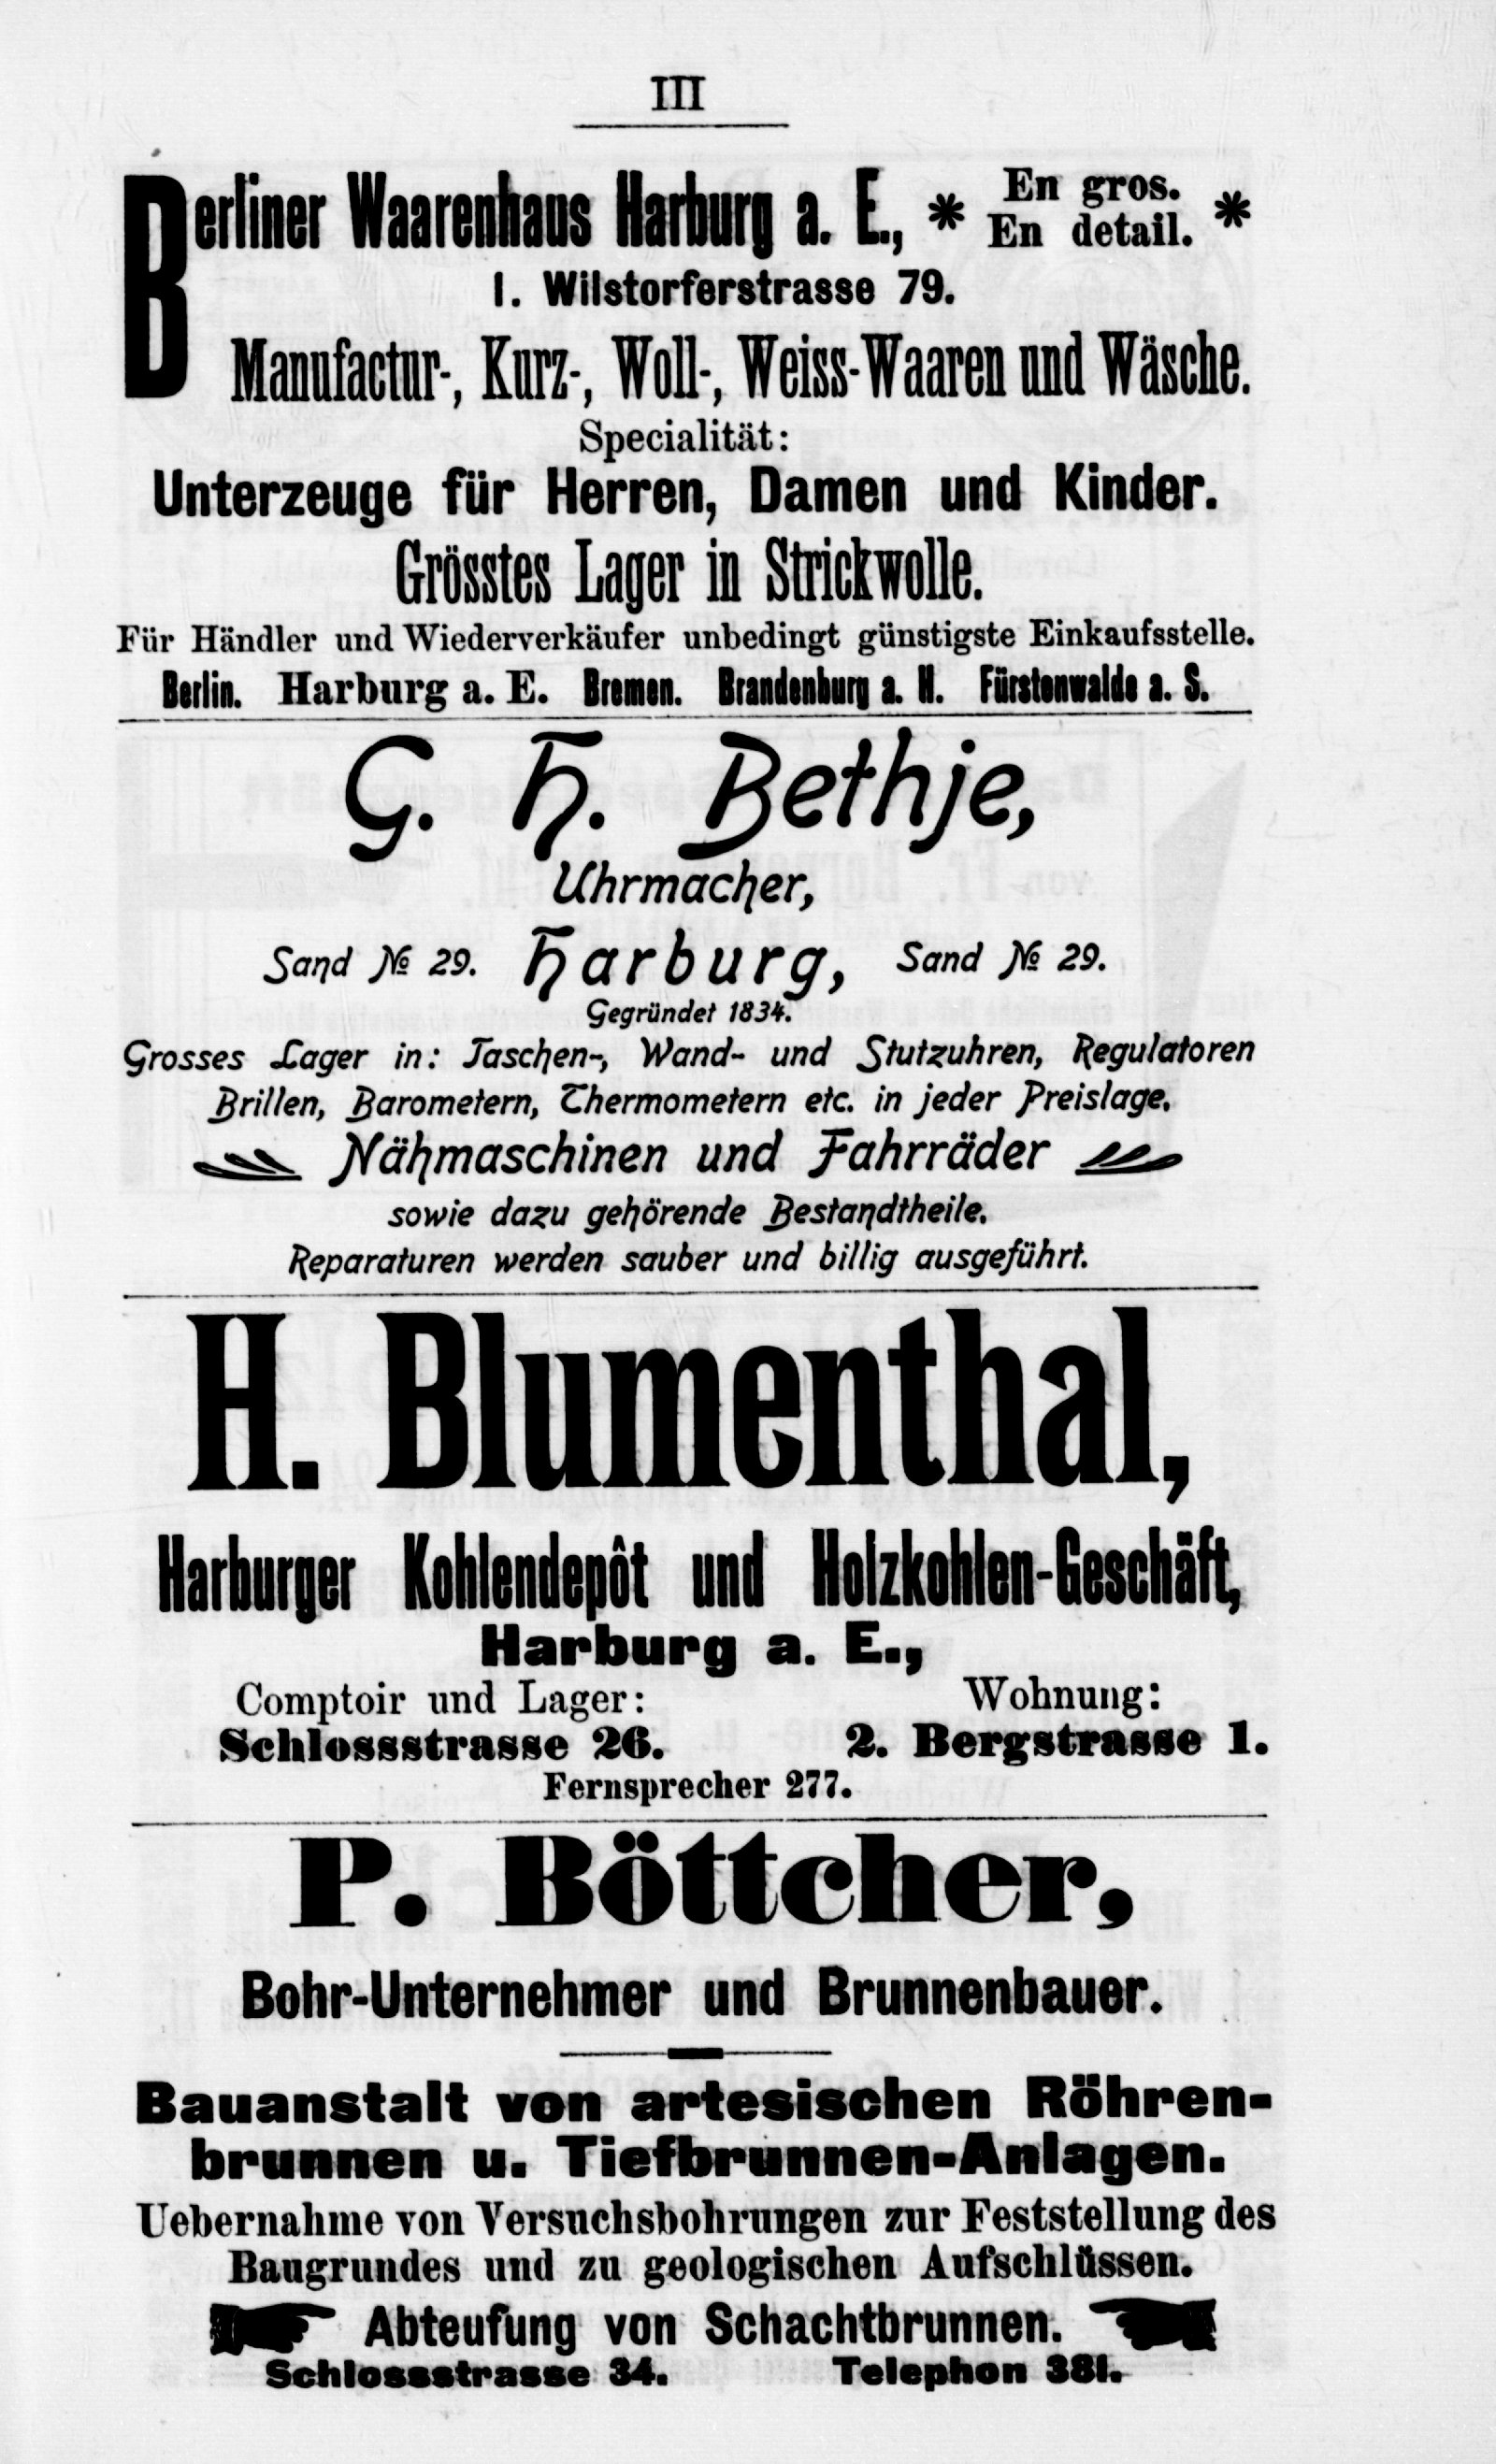 III
Berliner Waarenhaus Harburg a. E., * En gros. *
En detail.
1. Wilstorferstrasse 79.
Manufactur-, Kurz-, Woll-, Weiss-Waaren und Wäsche.
Specialität:
Unterzeuge für Herren, Damen und Kinder.
Grösstes Lager in Strickwolle.
Für Händler und Wiederverkäufer unbedingt günstigste Einkaufsstelle.
Berlin. Harburg a. E. Bremen. Brandenburg a. H. Fürstenwalde a. S.
G. H. Bethje,
Uhrmacher,
Sand № 29. Harburg, Sand № 29.
Gegründet 1834.
Grosses Lager in: Taschen-, Wand- und Stutzuhren, Regulatoren
Brillen, Barometern, Thermometern etc. in jeder Preislage.
Nähmaschinen und Fahrräder
sowie dazu gehörende Bestandtheile.
Reparaturen werden sauber und billig ausgeführt.
H. Blumenthal,
Harburger Kohlendepôt und Holzkohlen-Geschäft,
Harburg a. E.,
Comptoir und Lager: Wohnung:
Schlossstrasse 26. 2. Bergstrasse 1.
Fernsprecher 277.
P. Böttcher,
Bohr-Unternehmer und Brunnenbauer.
Bauanstalt von artesischen Röhren-
brunnen u. Tiefbrunnen-Anlagen.
Uebernahme von Versuchsbohrungen zur Feststellung des
Baugrundes und zu geologischen Aufschlüssen.
Abteufung von Schachtbrunnen.
Schlossstrasse 34. Telephon 381.